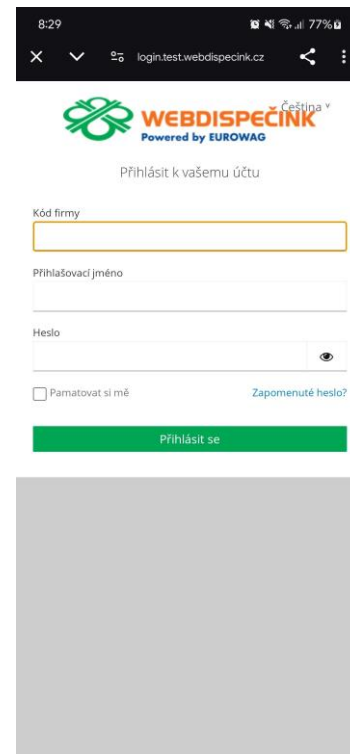 8:29 77%
login.test.webdispecink.cz
Čeština
WEBDISPEČINK
Powered by EUROWAG
Přihlásit k vašemu účtu
Kód firmy
Přihlašovací jméno
Heslo
Pamatovat si mě Zapomenuté heslo?
Přihlásit se